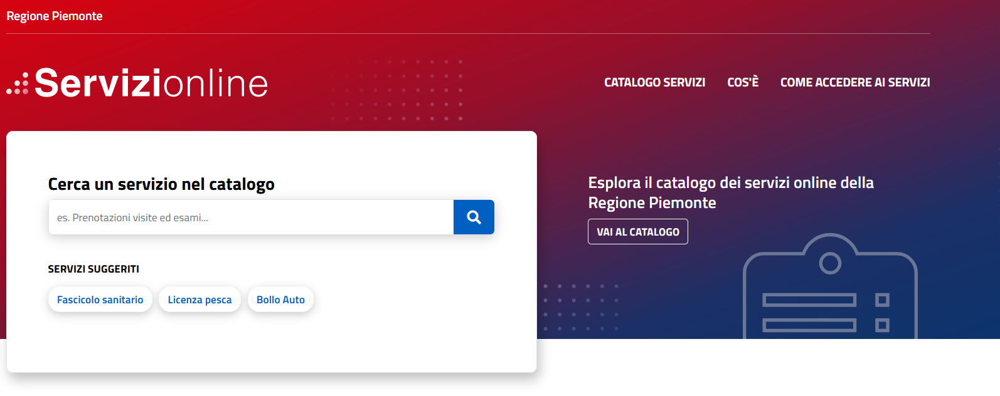 Regione Piemonte
Servizionline
CATALOGO SERVIZI COS'È COME ACCEDERE AI SERVIZI
Cerca un servizio nel catalogo
es. Prenotazioni visite ed esami...
SERVIZI SUGGERITI
Fascicolo sanitario Licenza pesca Bollo Auto
Esplora il catalogo dei servizi online della
Regione Piemonte
VAI AL CATALOGO